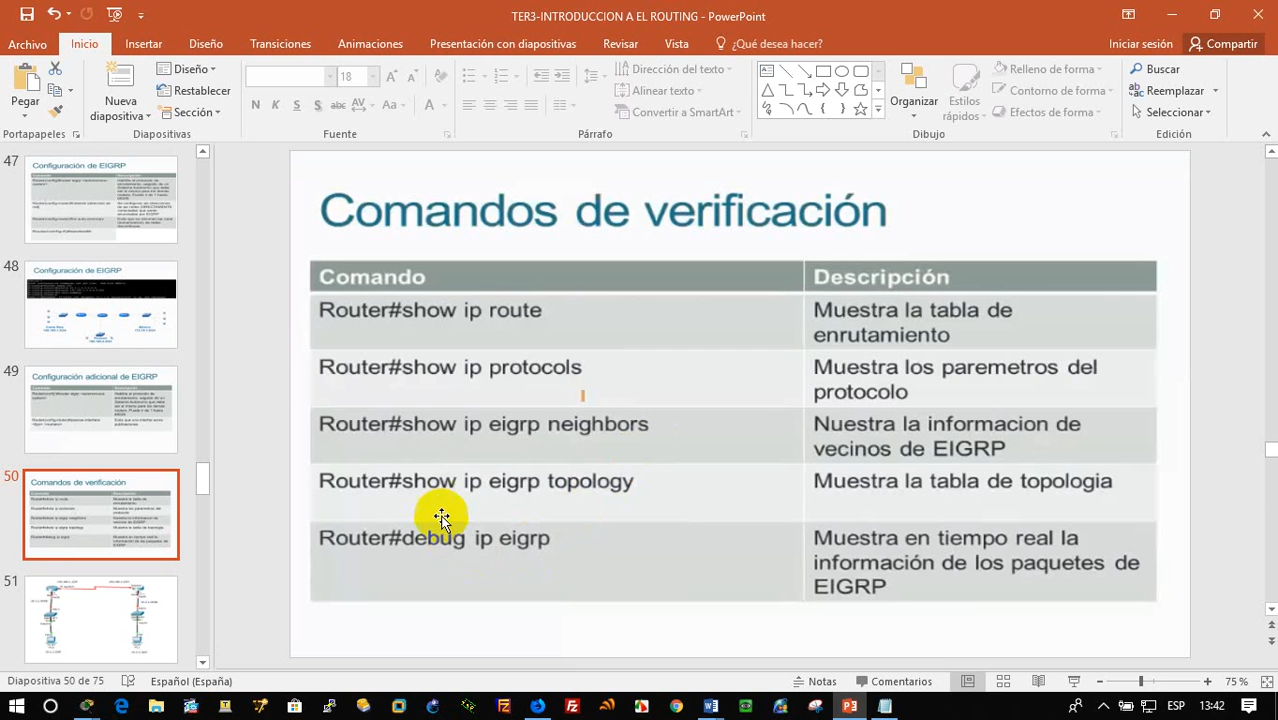 TER3-INTRODUCCION A EL ROUTING - PowerPoint
Archivo Inicio Insertar Diseño Transiciones Animaciones Presentación con diapositivas Revisar Vista ¿Qué desea hacer? Iniciar sesión Compartir
Pegar
Nueva diapositiva
Diseño
Restablecer
Sección
18
N K S S abc AV Aa A
Dirección del texto
Alinear texto
Convertir a SmartArt
Organizar
Estilos rápidos
Relleno de forma
Contorno de forma
Efectos de forma
Buscar
Reemplazar
Seleccionar
Portapapeles Diapositivas Fuente Párrafo Dibujo Edición
47
Configuración de EIGRP
48
Configuración de EIGRP
49
Configuración adicional de EIGRP
50
Comandos de verificación
51
Comandos de verificación
Comando Descripción
Router#show ip route Muestra la tabla de
enrutamiento
Router#show ip protocols Muestra los paremetros del
protocolo
Router#show ip eigrp neighbors Nuestra la informacion de
vecinos de EIGRP
Router#show ip eigrp topology Muestra la tabla de topologia
Router#debug ip eigrp Muestra en tiempo real la
información de los paquetes de
EIGRP
Diapositiva 50 de 75 Español (España) Notas Comentarios 75 %
ESP 13:42